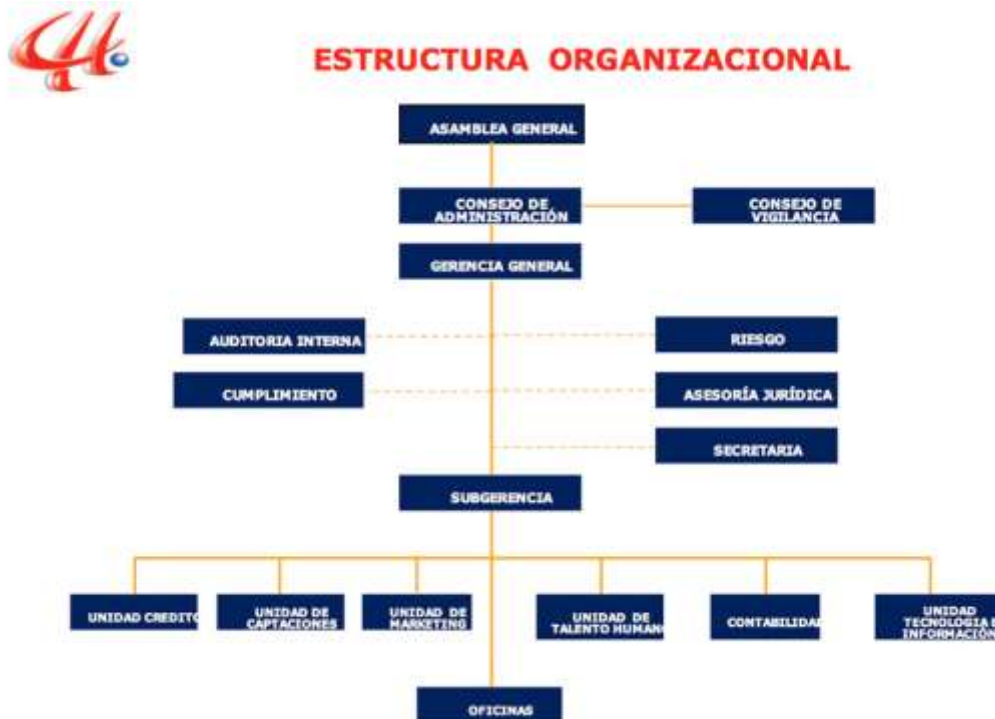 ESTRUCTURA ORGANIZACIONAL
ASAMBLEA GENERAL
CONSEJO DE
ADMINISTRACIÓN
CONSEJO DE
VIGILANCIA
GERENCIA GENERAL
AUDITORIA INTERNA
RIESGO
CUMPLIMIENTO
ASESORÍA JURÍDICA
SECRETARIA
SUBGERENCIA
UNIDAD CREDITO
UNIDAD DE
CAPTACIONES
UNIDAD DE
MARKETING
UNIDAD DE
TALENTO HUMANO
CONTABILIDAD
UNIDAD
TECNOLOGIA E
INFORMACIÓN
OFICINAS